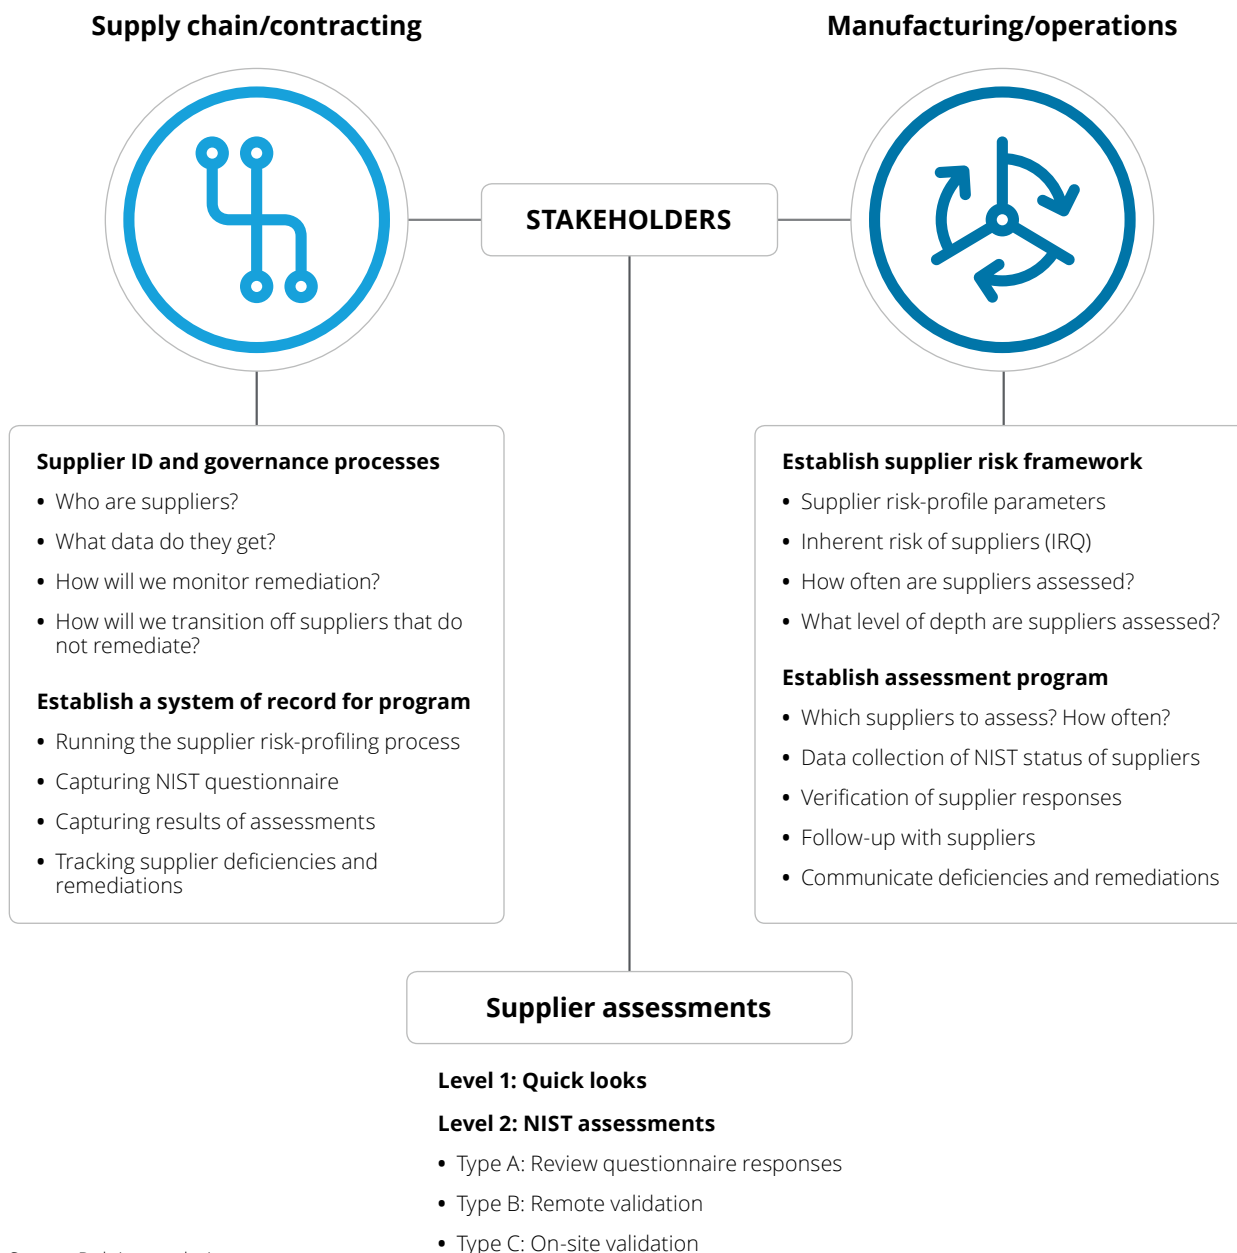 Supply chain/contracting
Manufacturing/operations
STAKEHOLDERS
Supplier ID and governance processes
• Who are suppliers?
• What data do they get?
• How will we monitor remediation?
• How will we transition off suppliers that do
not remediate?
Establish a system of record for program
• Running the supplier risk-profiling process
• Capturing NIST questionnaire
• Capturing results of assessments
• Tracking supplier deficiencies and
remediations
Establish supplier risk framework
• Supplier risk-profile parameters
• Inherent risk of suppliers (IRQ)
• How often are suppliers assessed?
• What level of depth are suppliers assessed?
Establish assessment program
• Which suppliers to assess? How often?
• Data collection of NIST status of suppliers
• Verification of supplier responses
• Follow-up with suppliers
• Communicate deficiencies and remediations
Supplier assessments
Level 1: Quick looks
Level 2: NIST assessments
• Type A: Review questionnaire responses
• Type B: Remote validation
• Type C: On-site validation